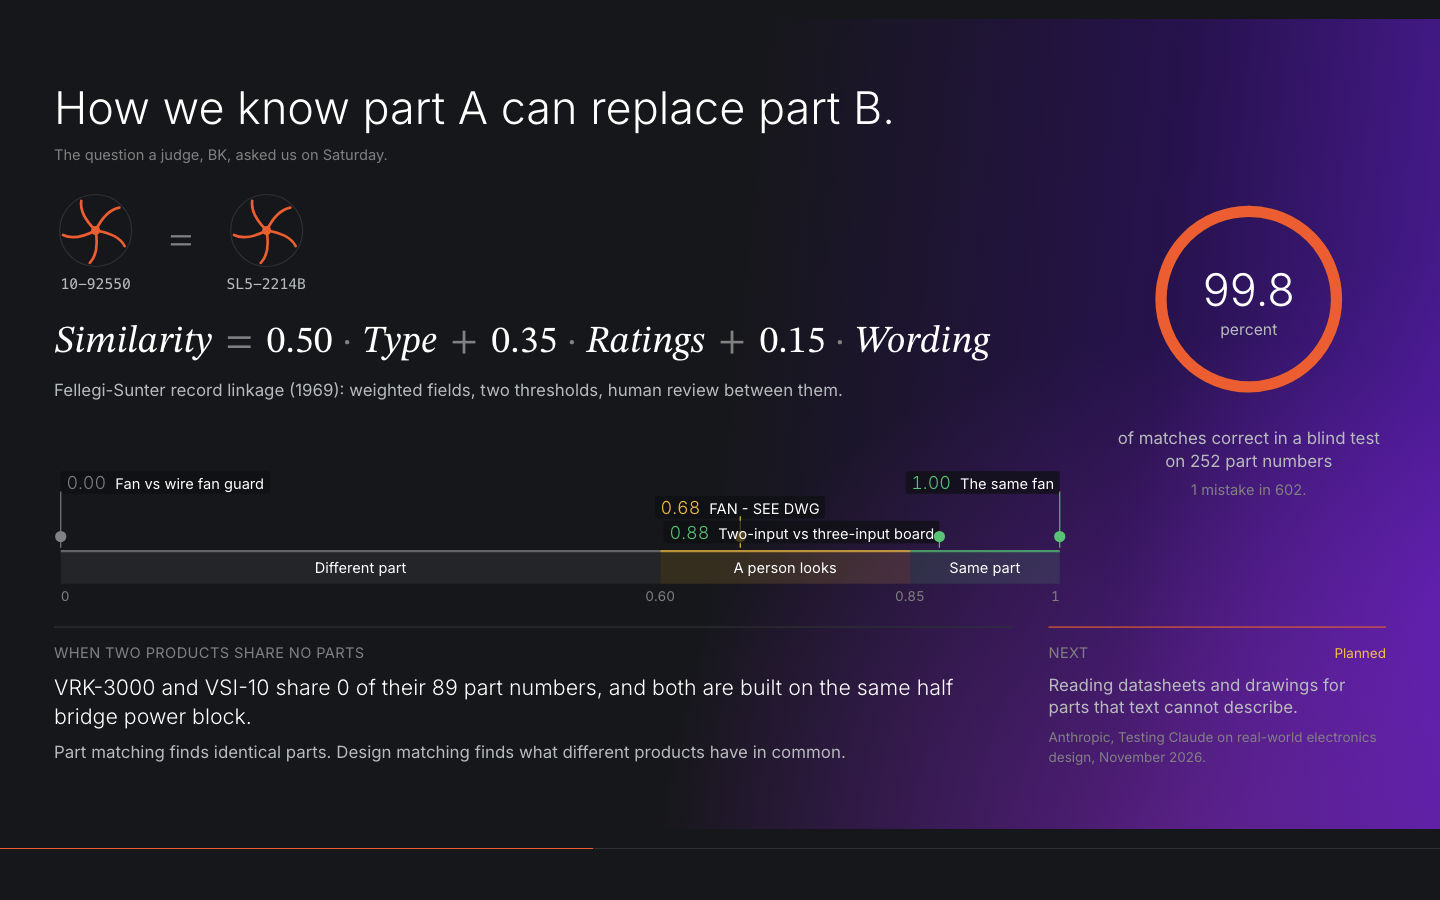 How we know part A can replace part B.
The question a judge, BK, asked us on Saturday.
=
10–92550
SL5–2214B
Similarity = 0.50 · Type + 0.35 · Ratings + 0.15 · Wording
Fellegi-Sunter record linkage (1969): weighted fields, two thresholds, human review between them.
99.8
percent
of matches correct in a blind test
on 252 part numbers
1 mistake in 602.
0.00 Fan vs wire fan guard
1.00 The same fan
0.68 FAN - SEE DWG
0.88 Two-input vs three-input board
Different part
A person looks
Same part
0
0.60
0.85
1
WHEN TWO PRODUCTS SHARE NO PARTS
VRK-3000 and VSI-10 share 0 of their 89 part numbers, and both are built on the same half
bridge power block.
Part matching finds identical parts. Design matching finds what different products have in common.
NEXT
Planned
Reading datasheets and drawings for
parts that text cannot describe.
Anthropic, Testing Claude on real-world electronics
design, November 2026.